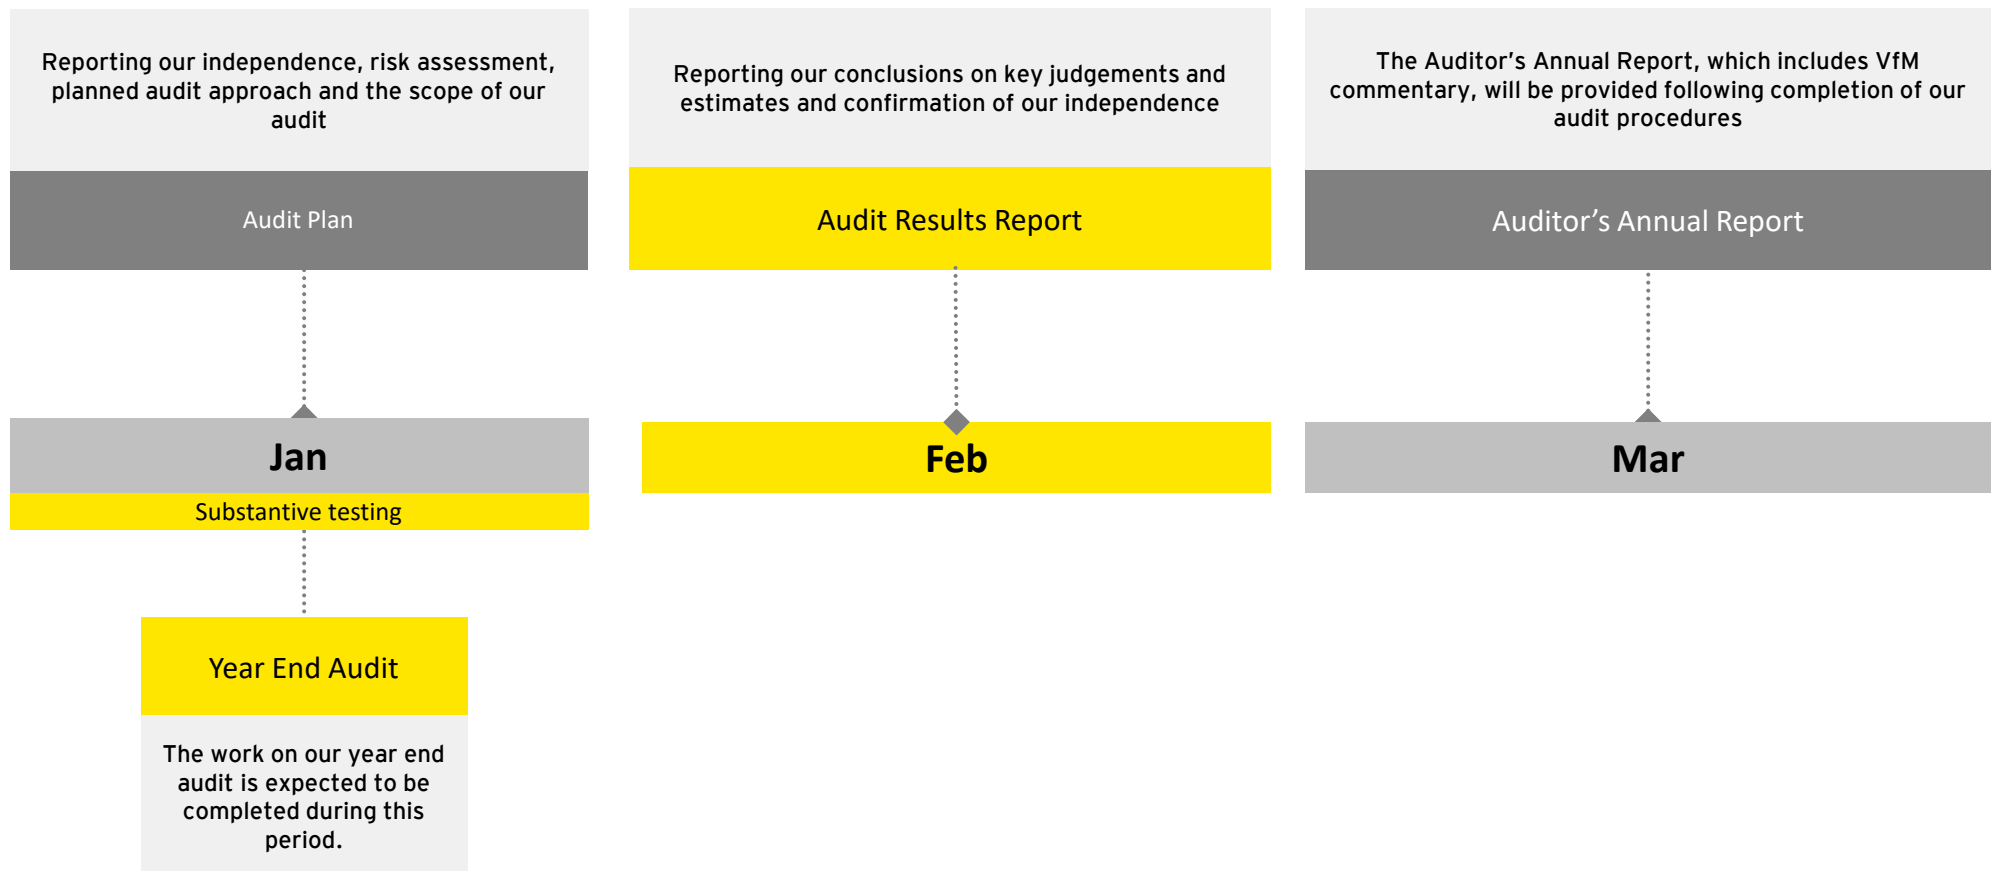 Reporting our independence, risk assessment,
planned audit approach and the scope of our
audit
Audit Plan
Jan
Substantive testing
Year End Audit
The work on our year end
audit is expected to be
completed during this
period.
Reporting our conclusions on key judgements and
estimates and confirmation of our independence
Audit Results Report
Feb
The Auditor’s Annual Report, which includes VfM
commentary, will be provided following completion of our
audit procedures
Auditor’s Annual Report
Mar